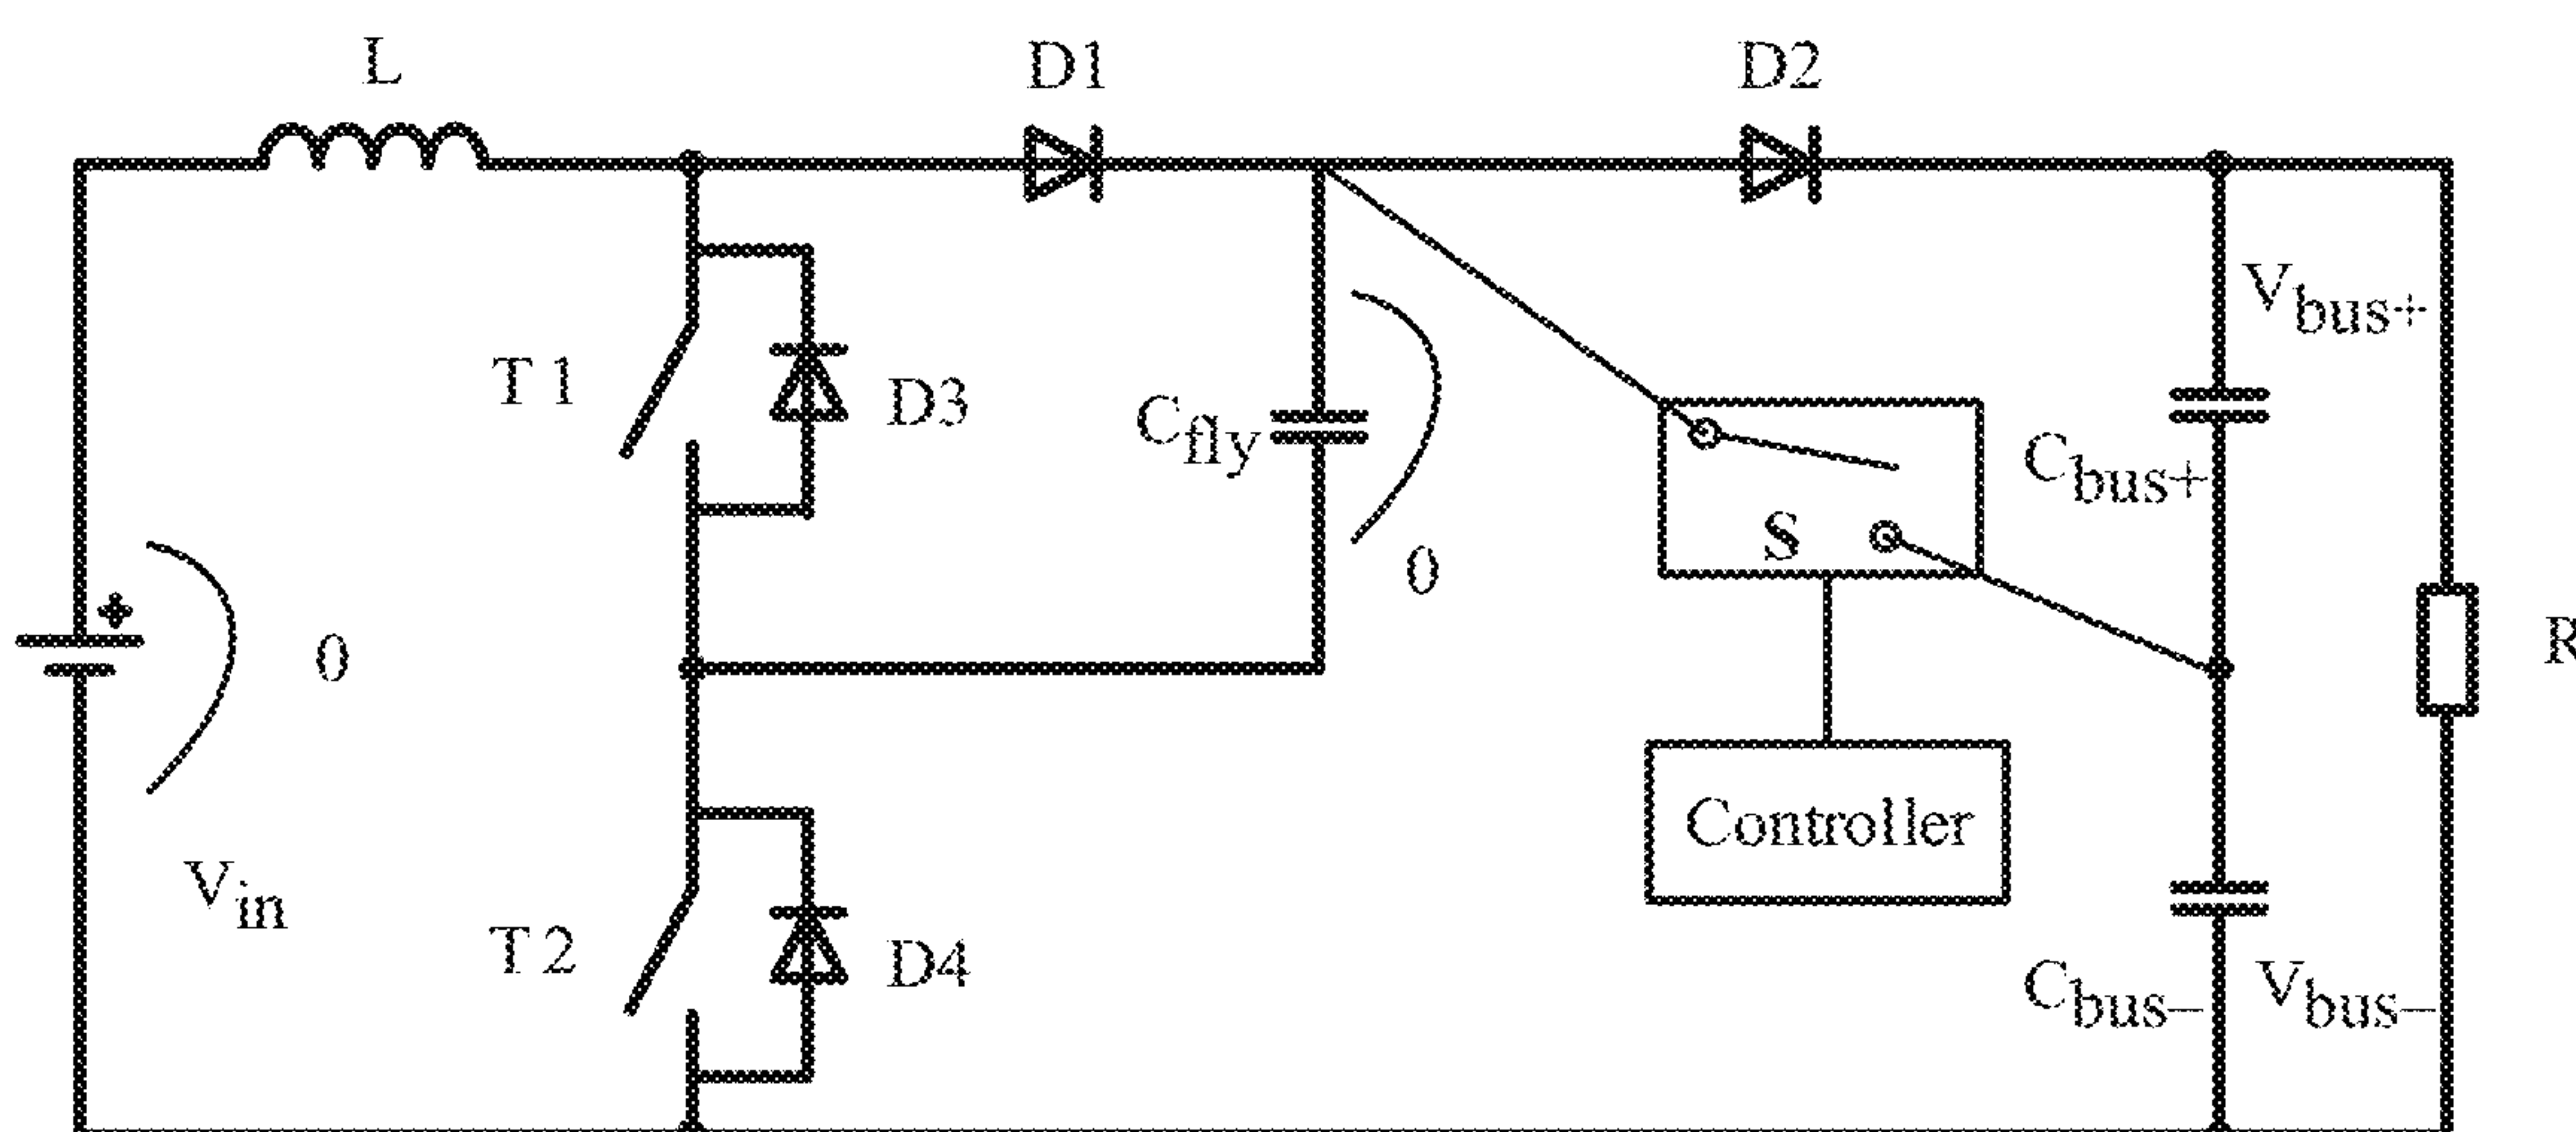 L
D1
D2
Vbus+
T1
D3
Cfly
Cbus+
S
0
R
0
Controller
Vin
T2
D4
Cbus−
Vbus−